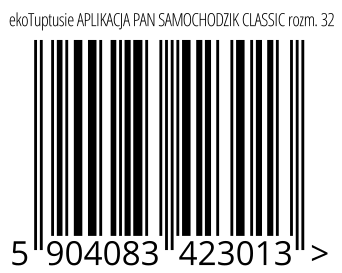 ekoTuptusie APLIKACJA PAN SAMOCHODZIK CLASSIC rozm. 32
5 904083 423013 >